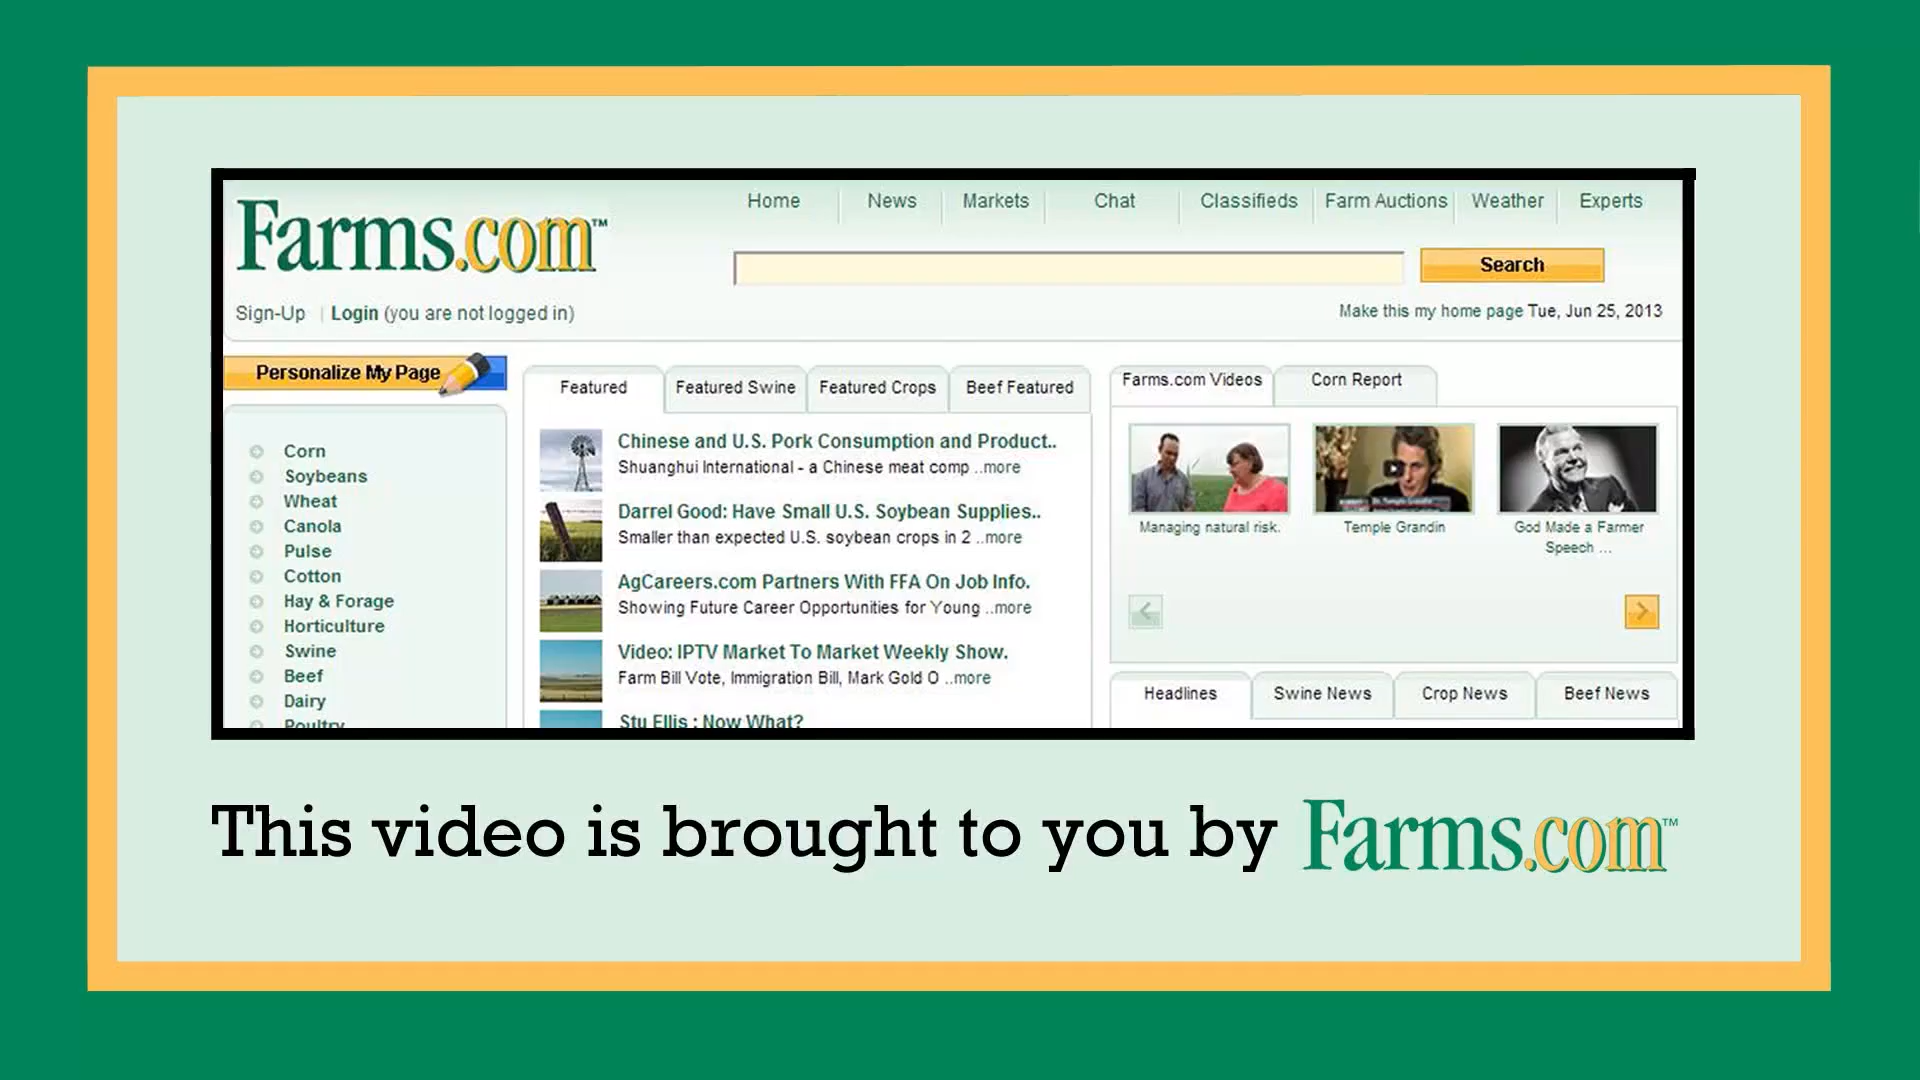 Farms.com™
Home News Markets Chat Classifieds Farm Auctions Weather Experts
Search
Sign-Up | Login (you are not logged in)
Make this my home page Tue, Jun 25, 2013
Personalize My Page
Corn
Soybeans
Wheat
Canola
Pulse
Cotton
Hay & Forage
Horticulture
Swine
Beef
Dairy
Poultry
Featured Featured Swine Featured Crops Beef Featured
Chinese and U.S. Pork Consumption and Product..
Shuanghui International - a Chinese meat comp ..more
Darrel Good: Have Small U.S. Soybean Supplies..
Smaller than expected U.S. soybean crops in 2 ..more
AgCareers.com Partners With FFA On Job Info.
Showing Future Career Opportunities for Young ..more
Video: IPTV Market To Market Weekly Show.
Farm Bill Vote, Immigration Bill, Mark Gold O ..more
Stu Ellis : Now What?
Farms.com Videos Corn Report
Managing natural risk.
Temple Grandin
God Made a Farmer
Speech ...
Headlines Swine News Crop News Beef News
This video is brought to you by Farms.com™